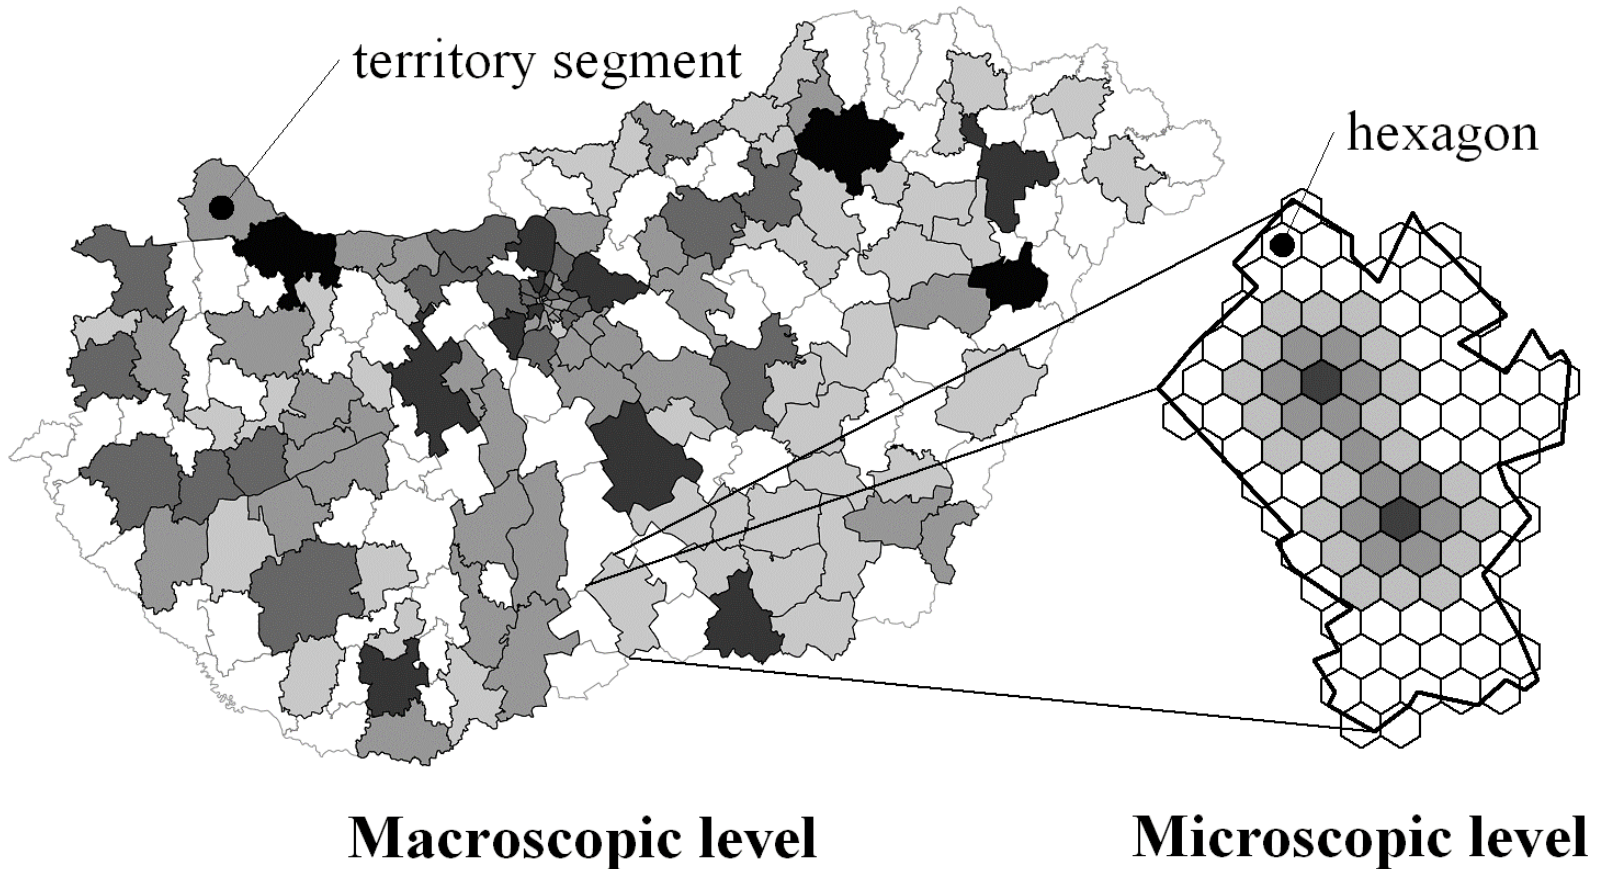 territory segment
hexagon
Macroscopic level
Microscopic level